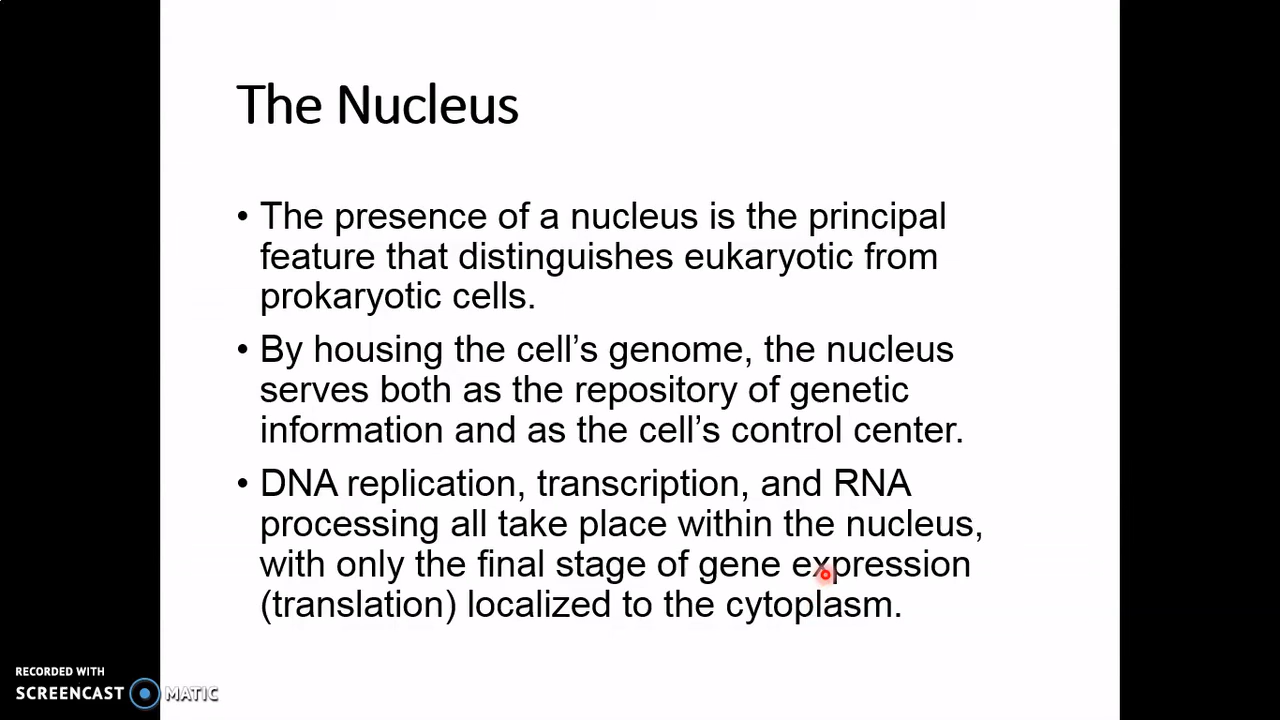 The Nucleus
• The presence of a nucleus is the principal
feature that distinguishes eukaryotic from
prokaryotic cells.
• By housing the cell’s genome, the nucleus
serves both as the repository of genetic
information and as the cell’s control center.
• DNA replication, transcription, and RNA
processing all take place within the nucleus,
with only the final stage of gene expression
(translation) localized to the cytoplasm.
RECORDED WITH
SCREENCAST MATIC